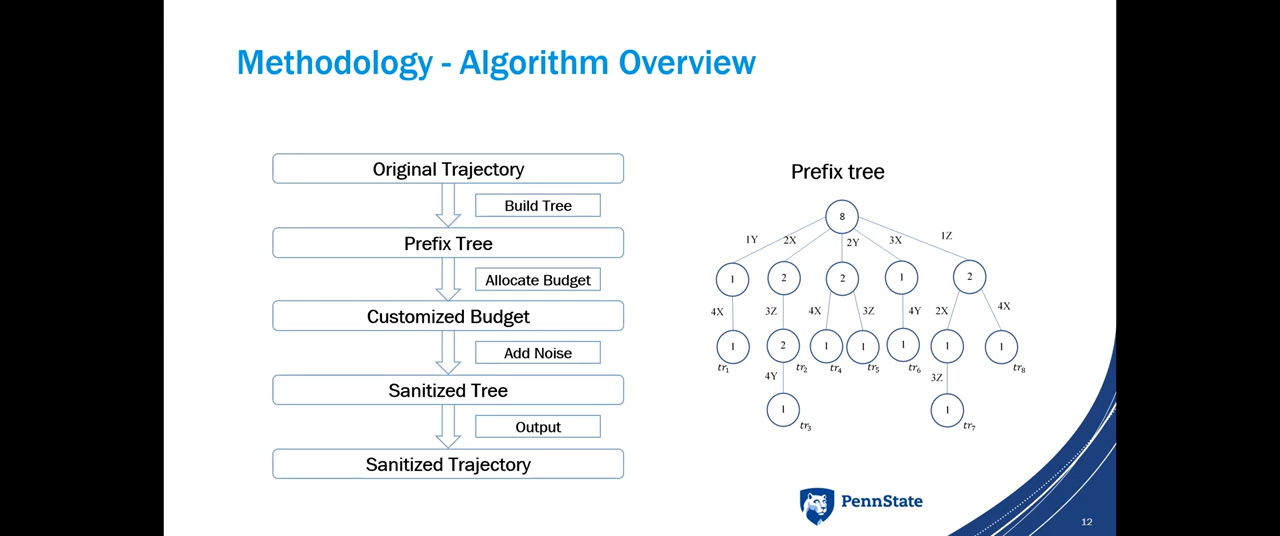 Methodology - Algorithm Overview
Original Trajectory
Build Tree
Prefix Tree
Allocate Budget
Customized Budget
Add Noise
Sanitized Tree
Output
Sanitized Trajectory
Prefix tree
8
1Y 2X 2Y 3X 1Z
1 2 2 1 2
4X 3Z 4X 3Z 4Y 2X 4X
1 2 1 1 1 1 1
tr1 tr2 tr4 tr5 tr6 tr8
4Y 3Z
1 1
tr3 tr7
PennState
12